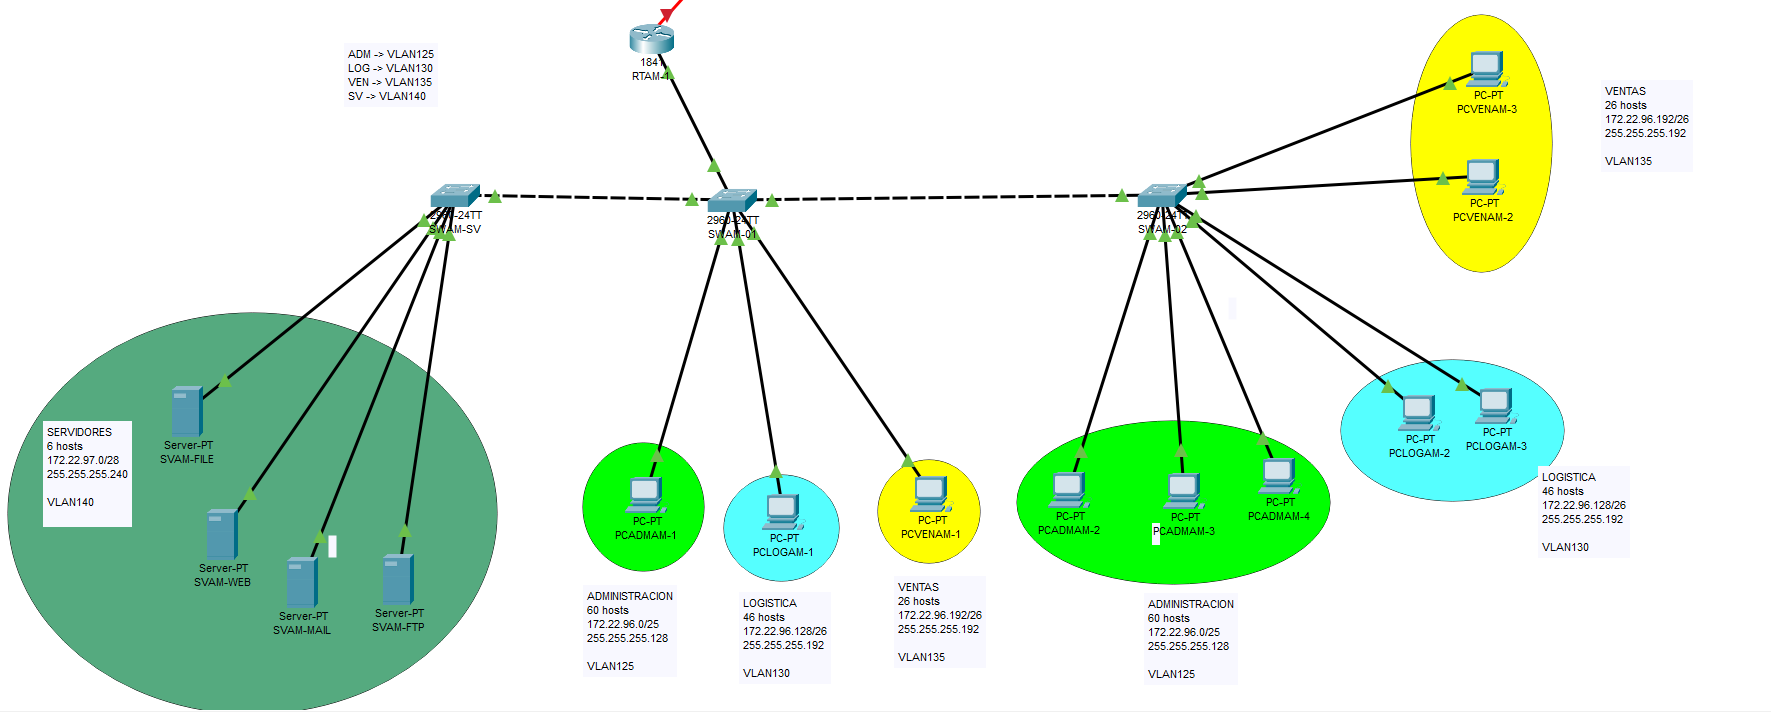 ADM -> VLAN125
LOG -> VLAN130
VEN -> VLAN135
SV -> VLAN140
1841
RTAM-1
PC-PT
PCVENAM-3
PC-PT
PCVENAM-2
VENTAS
26 hosts
172.22.96.192/26
255.255.255.192
VLAN135
2960-24TT
SWAM-SV
2960-24TT
SWAM-01
2960-24TT
SWAM-02
SERVIDORES
6 hosts
172.22.97.0/28
255.255.255.240
VLAN140
Server-PT
SVAM-FILE
Server-PT
SVAM-WEB
Server-PT
SVAM-MAIL
Server-PT
SVAM-FTP
PC-PT
PCADMAM-1
PC-PT
PCLOGAM-1
PC-PT
PCVENAM-1
PC-PT
PCADMAM-2
PC-PT
PCADMAM-3
PC-PT
PCADMAM-4
PC-PT
PCLOGAM-2
PC-PT
PCLOGAM-3
LOGISTICA
46 hosts
172.22.96.128/26
255.255.255.192
VLAN130
ADMINISTRACION
60 hosts
172.22.96.0/25
255.255.255.128
VLAN125
LOGISTICA
46 hosts
172.22.96.128/26
255.255.255.192
VLAN130
VENTAS
26 hosts
172.22.96.192/26
255.255.255.192
VLAN135
ADMINISTRACION
60 hosts
172.22.96.0/25
255.255.255.128
VLAN125